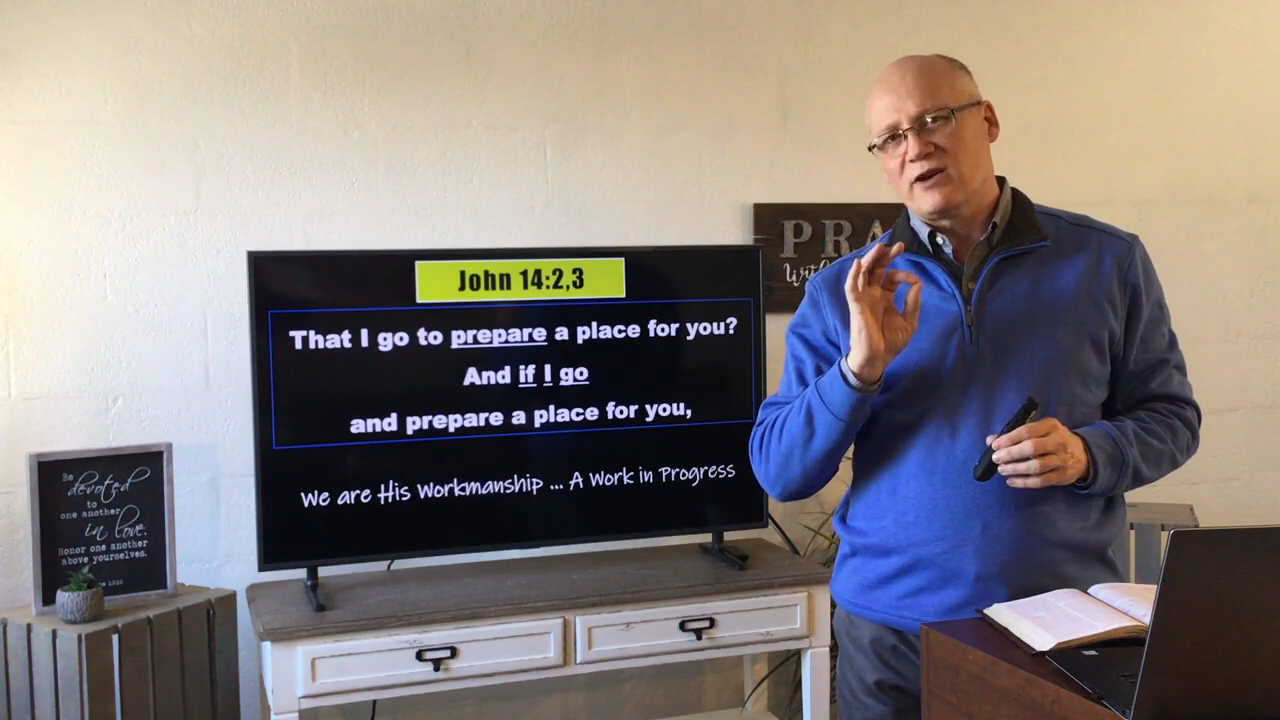 John 14:2,3
That I go to prepare a place for you?
And if I go
and prepare a place for you,
We are His Workmanship ... A Work in Progress
Be
devoted
to
one another
in love.
Honor one another
above yourselves.